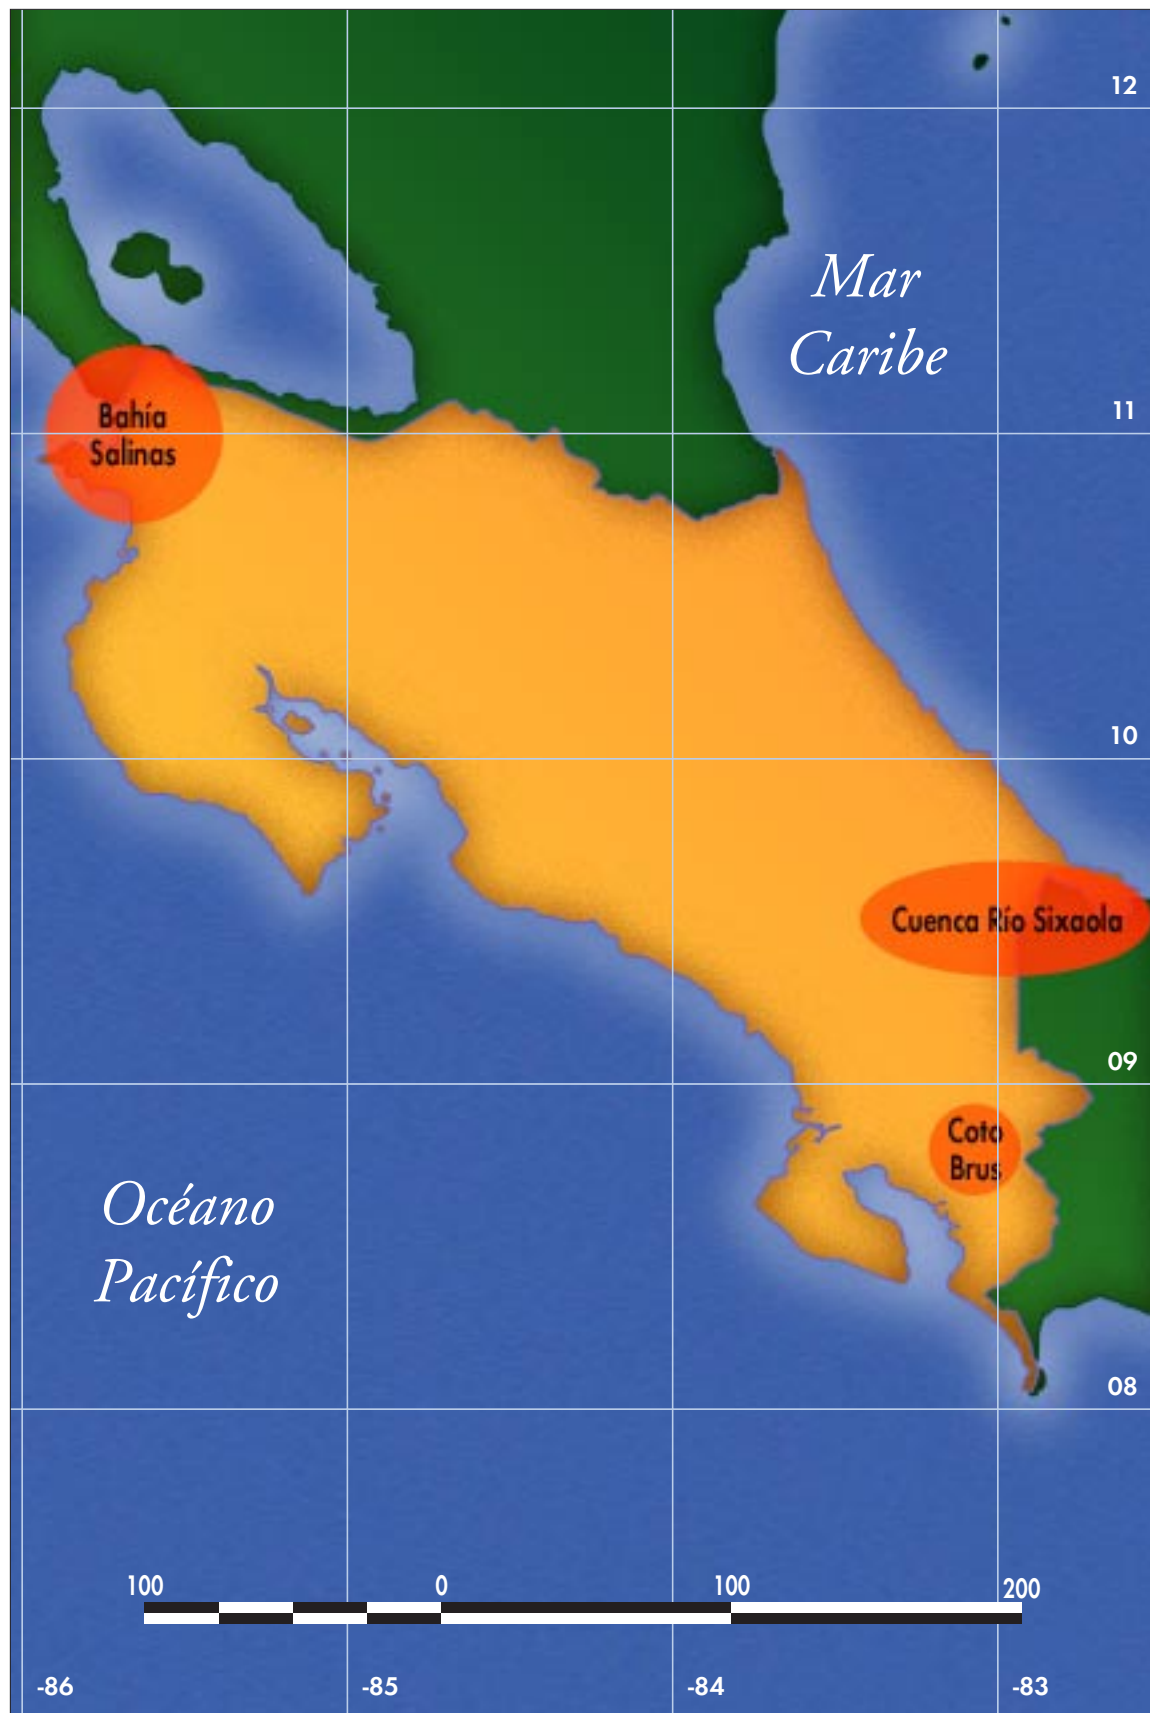 12
Mar
Caribe
11
Bahía
Salinas
10
Cuenca Río Sixaola
09
Coto
Brus
Océano
Pacífico
08
100 0 100 200
-86 -85 -84 -83